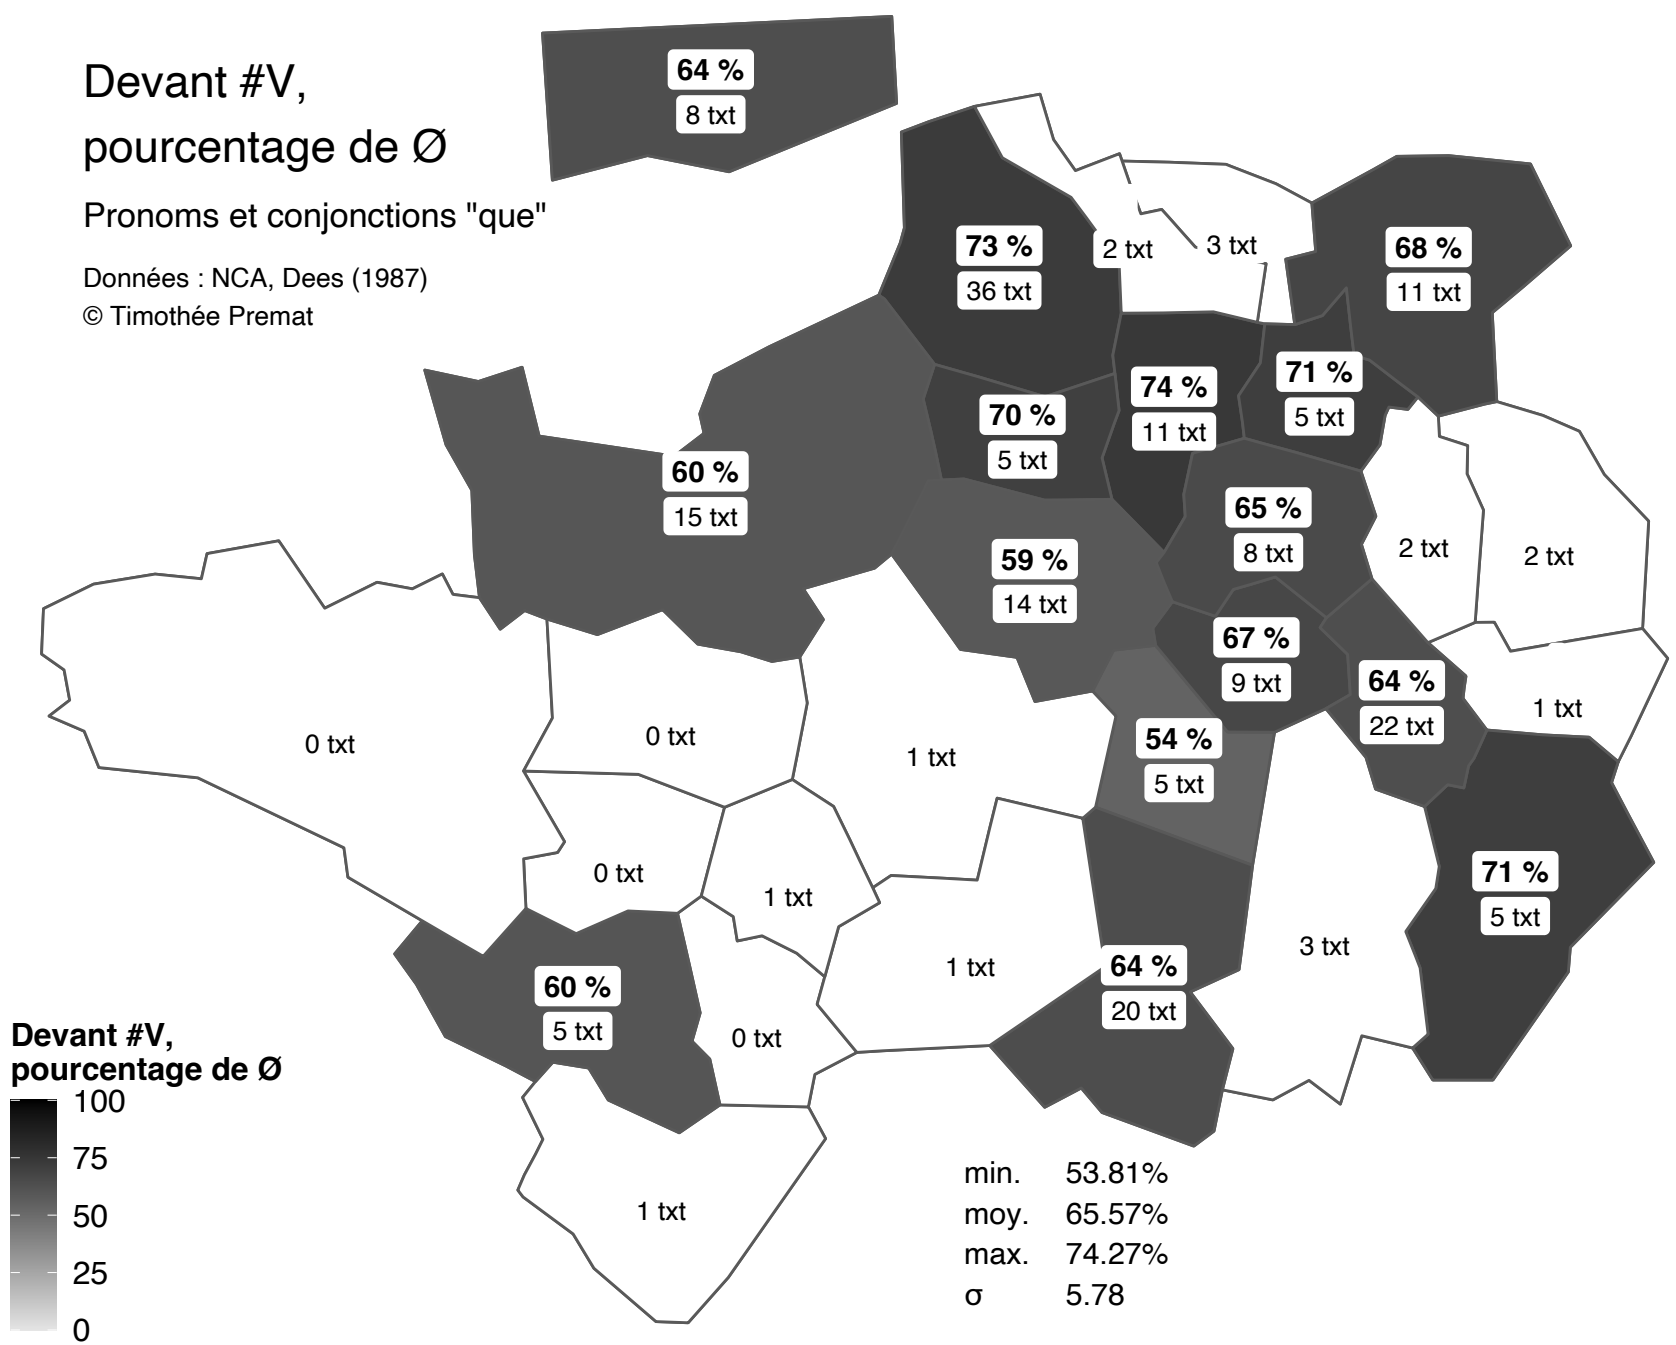 Devant #V,
pourcentage de Ø
Pronoms et conjonctions "que"
Données : NCA, Dees (1987)
© Timothée Premat
64 %
8 txt
73 %
36 txt
2 txt
3 txt
68 %
11 txt
74 %
11 txt
71 %
5 txt
70 %
5 txt
60 %
15 txt
65 %
8 txt
2 txt
2 txt
59 %
14 txt
67 %
9 txt
64 %
22 txt
1 txt
0 txt
0 txt
1 txt
54 %
5 txt
0 txt
1 txt
71 %
5 txt
60 %
5 txt
0 txt
1 txt
64 %
20 txt
3 txt
1 txt
Devant #V,
pourcentage de Ø
100
75
50
25
0
min. 53.81%
moy. 65.57%
max. 74.27%
σ 5.78